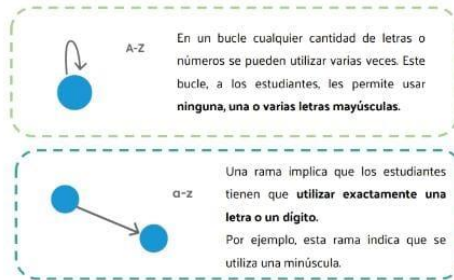 A-Z
En un bucle cualquier cantidad de letras o
números se pueden utilizar varias veces. Este
bucle, a los estudiantes, les permite usar
ninguna, una o varias letras mayúsculas.
a-z
Una rama implica que los estudiantes
tienen que utilizar exactamente una
letra o un dígito.
Por ejemplo, esta rama indica que se
utiliza una minúscula.